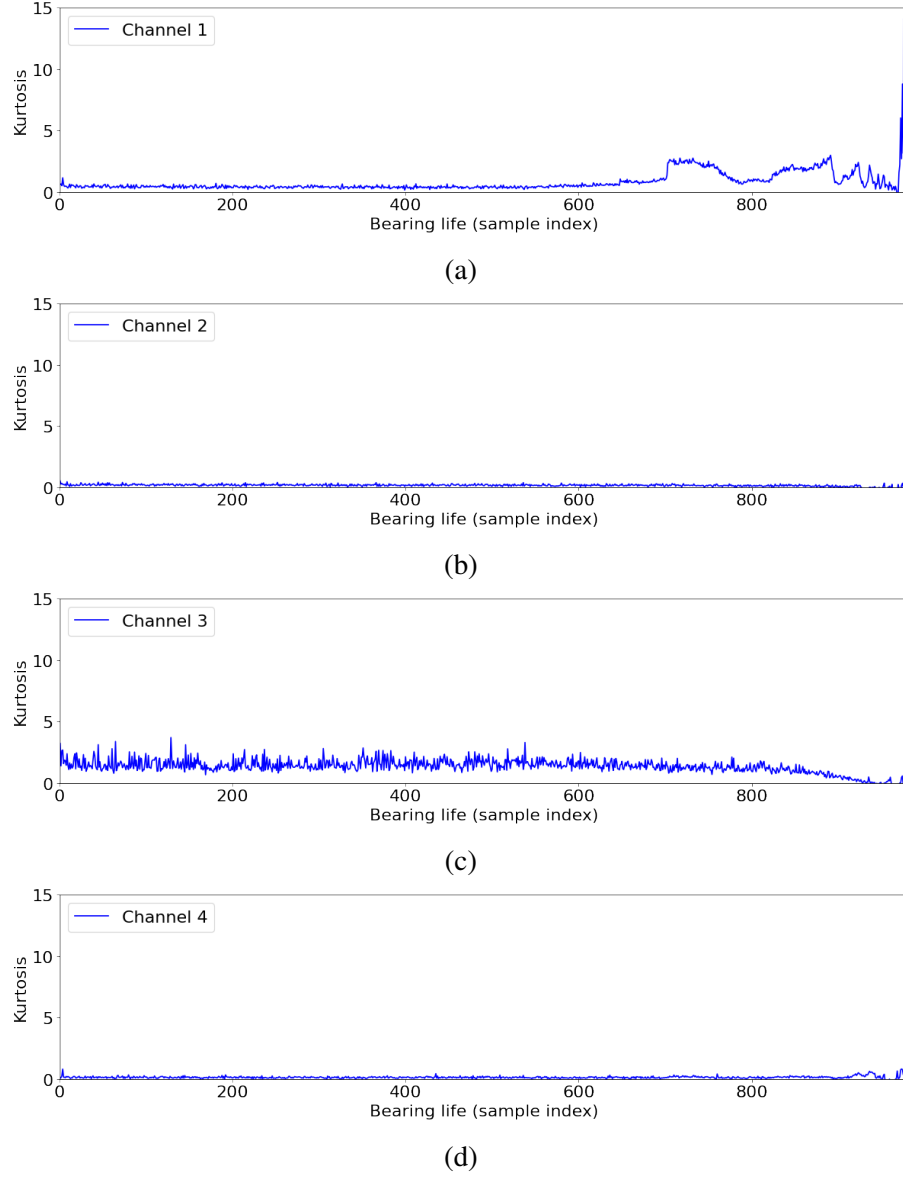 15
Channel 1
10
Kurtosis
5
0
0 200 400 600 800
Bearing life (sample index)
(a)
15
Channel 2
10
Kurtosis
5
0
0 200 400 600 800
Bearing life (sample index)
(b)
15
Channel 3
10
Kurtosis
5
0
0 200 400 600 800
Bearing life (sample index)
(c)
15
Channel 4
10
Kurtosis
5
0
0 200 400 600 800
Bearing life (sample index)
(d)